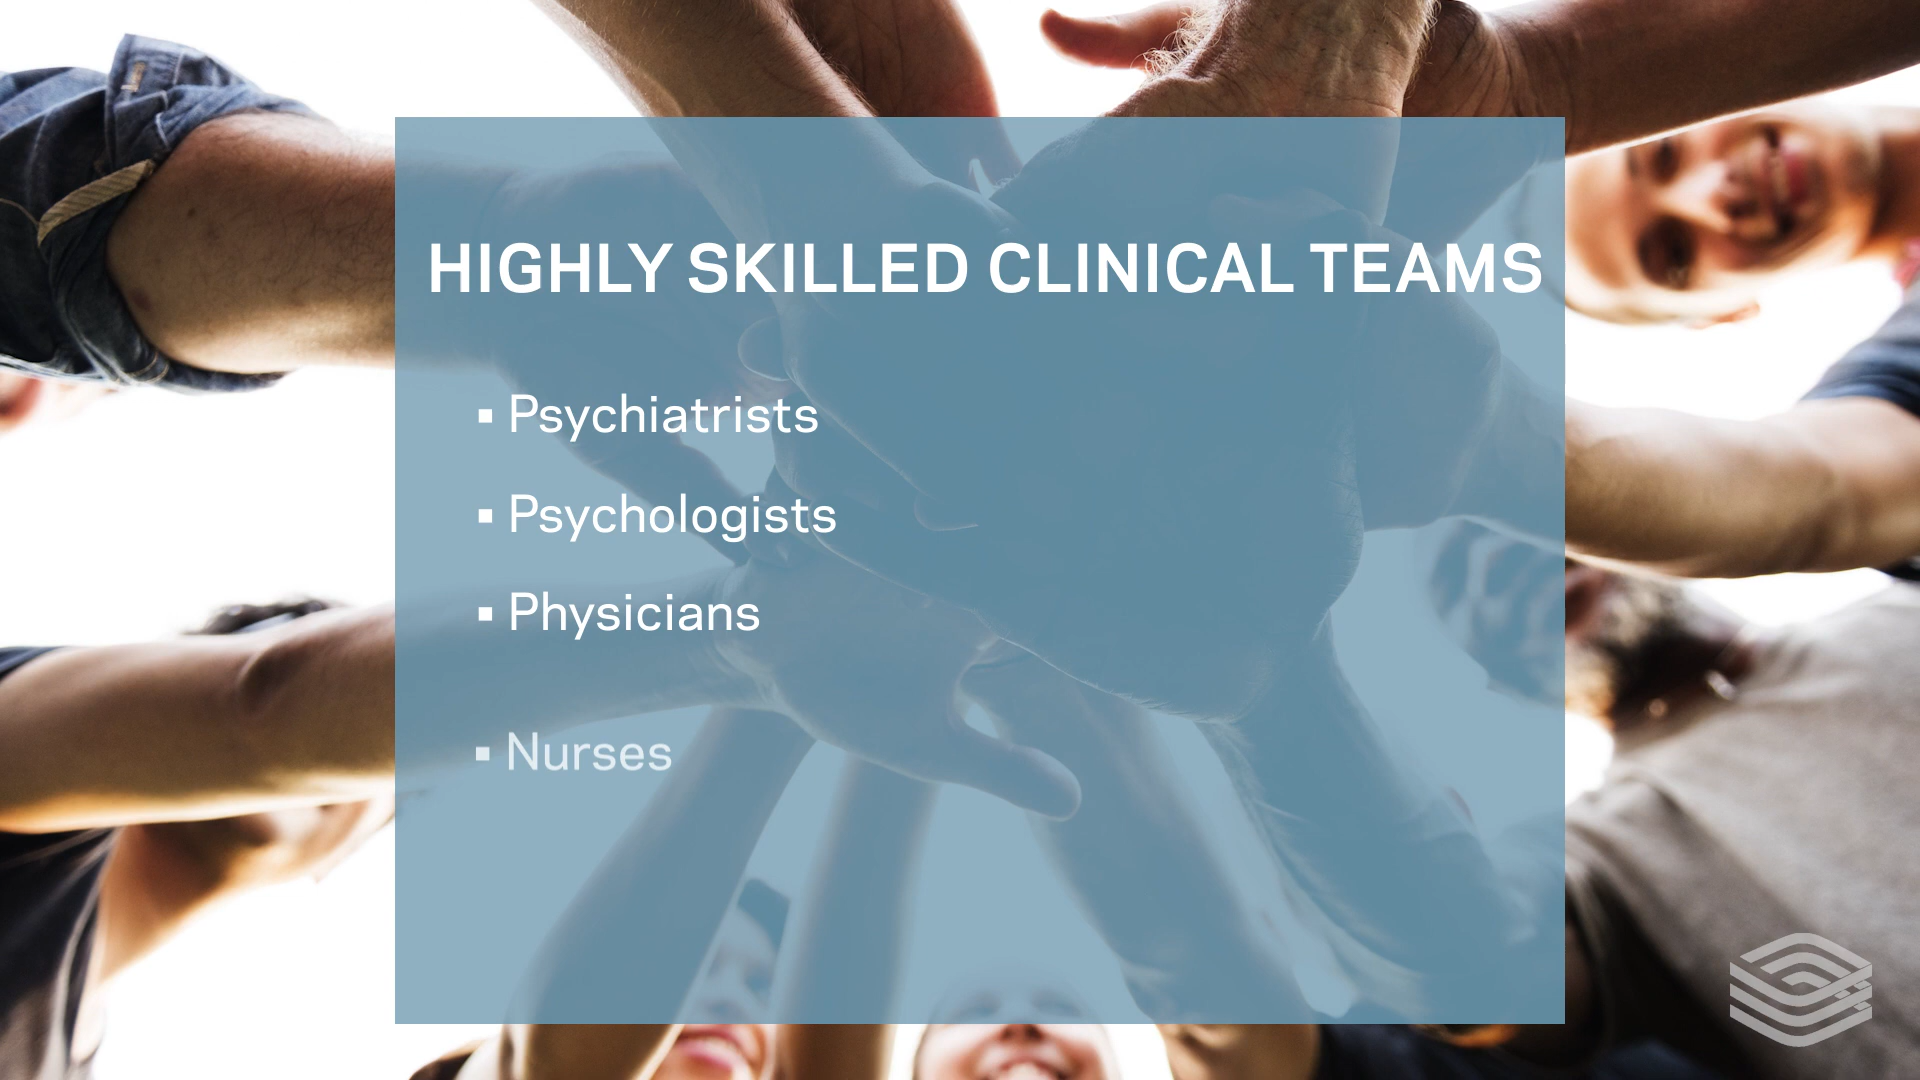 HIGHLY SKILLED CLINICAL TEAMS
▪ Psychiatrists
▪ Psychologists
▪ Physicians
▪ Nurses